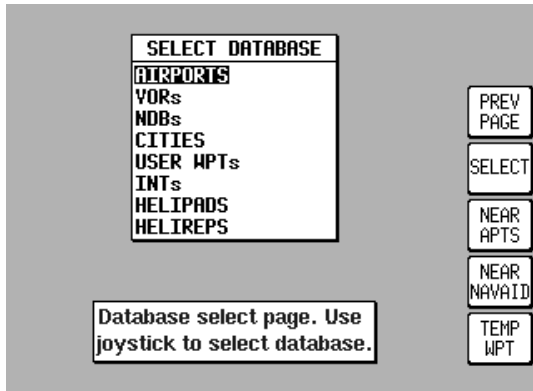 SELECT DATABASE
AIRPORTS
VORs
NDBs
CITIES
USER WPTs
INTs
HELIPADS
HELIREPS
PREV
PAGE
SELECT
NEAR
APTS
NEAR
NAVAID
TEMP
WPT
Database select page. Use
joystick to select database.